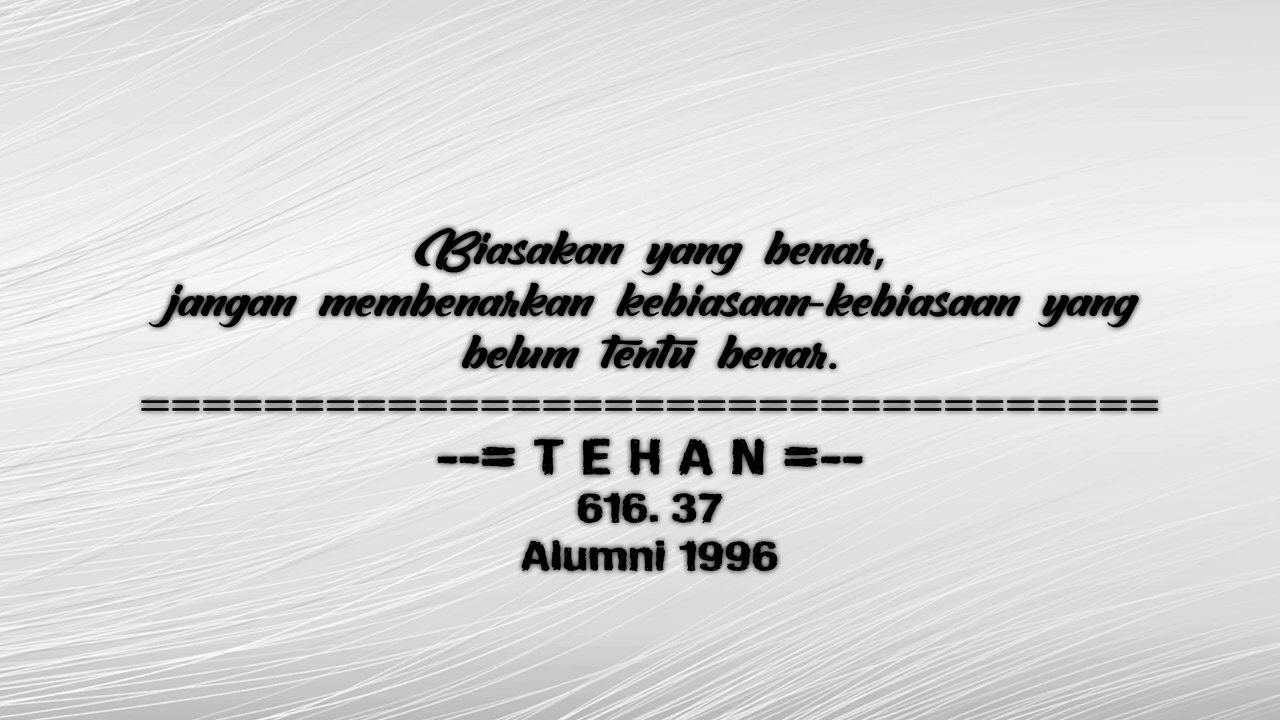 Biasakan yang benar,
jangan membenarkan kebiasaan-kebiasaan yang
belum tentu benar.
=================================
--= T E H A N =--
616. 37
Alumni 1996